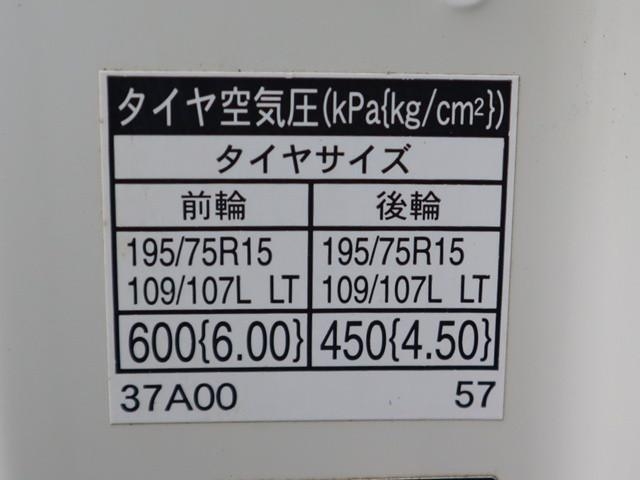 タイヤ空気圧(kPa{kg/cm²})
タイヤサイズ
前輪 後輪
195/75R15 195/75R15
109/107L LT 109/107L LT
600{6.00} 450{4.50}
37A00 57